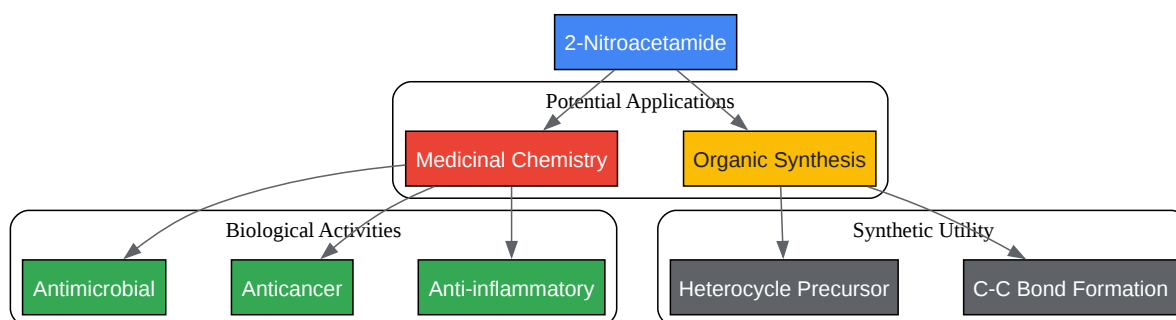 2-Nitroacetamide
Potential Applications
Medicinal Chemistry
Organic Synthesis
Biological Activities
Synthetic Utility
Antimicrobial
Anticancer
Anti-inflammatory
Heterocycle Precursor
C-C Bond Formation